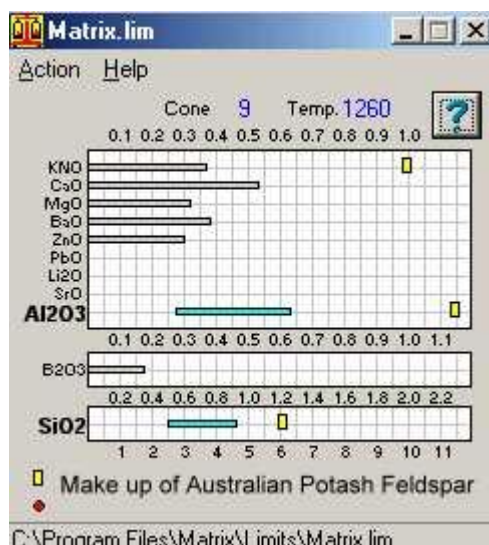 Matrix.lim
Action Help
Cone 9 Temp. 1260
?
0.1 0.2 0.3 0.4 0.5 0.6 0.7 0.8 0.9 1.0
KNO
CaO
MgO
BaO
ZnO
PbO
Li2O
SrO
Al2O3
0.1 0.2 0.3 0.4 0.5 0.6 0.7 0.8 0.9 1.0 1.1
B2O3
0.2 0.4 0.6 0.8 1.0 1.2 1.4 1.6 1.8 2.0 2.2
SiO2
1 2 3 4 5 6 7 8 9 10 11
Make up of Australian Potash Feldspar
C:\Program Files\Matrix\Limits\Matrix.lim